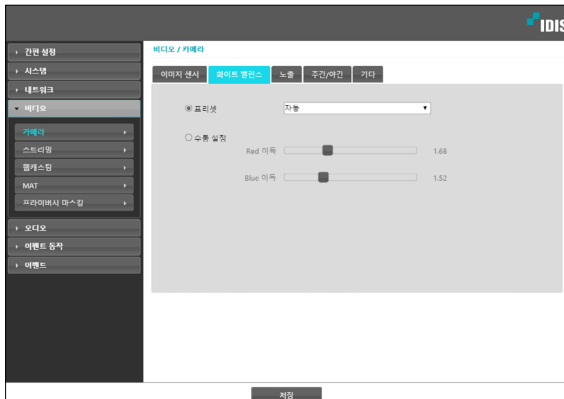 IDIS
간편 설정
시스템
네트워크
비디오
카메라
스트리밍
웹캐스팅
MAT
프라이버시 마스킹
오디오
이벤트 동작
이벤트
비디오 / 카메라
이미지 센서 화이트 밸런스 노출 주간/야간 기타
프리셋 자동
수동 설정
Red 이득 1.68
Blue 이득 1.52
저장